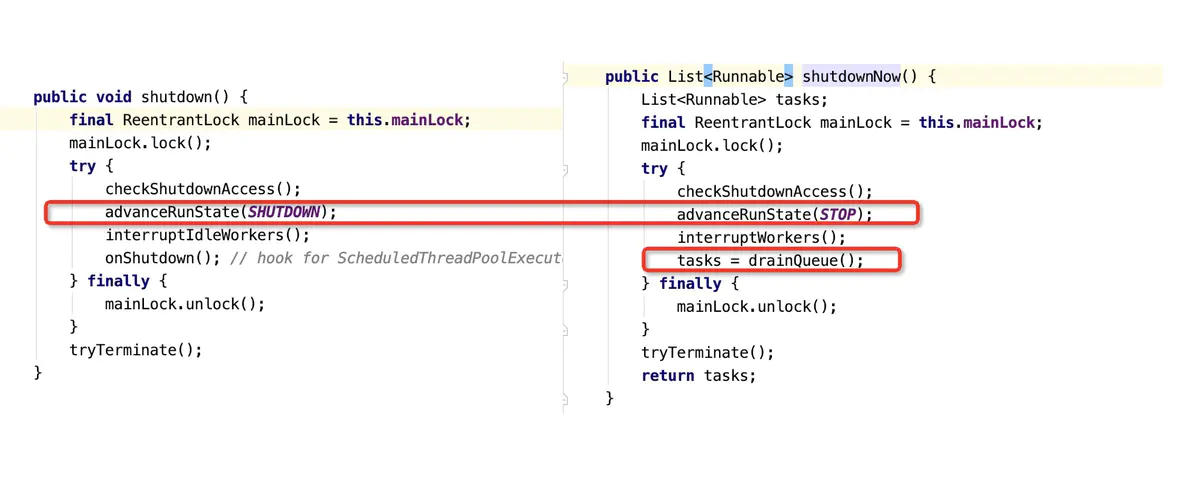 public void shutdown() {
final ReentrantLock mainLock = this.mainLock;
mainLock.lock();
try {
checkShutdownAccess();
advanceRunState(SHUTDOWN);
interruptIdleWorkers();
onShutdown(); // hook for ScheduledThreadPoolExecut
} finally {
mainLock.unlock();
}
tryTerminate();
}
public List<Runnable> shutdownNow() {
List<Runnable> tasks;
final ReentrantLock mainLock = this.mainLock;
mainLock.lock();
try {
checkShutdownAccess();
advanceRunState(STOP);
interruptWorkers();
tasks = drainQueue();
} finally {
mainLock.unlock();
}
tryTerminate();
return tasks;
}